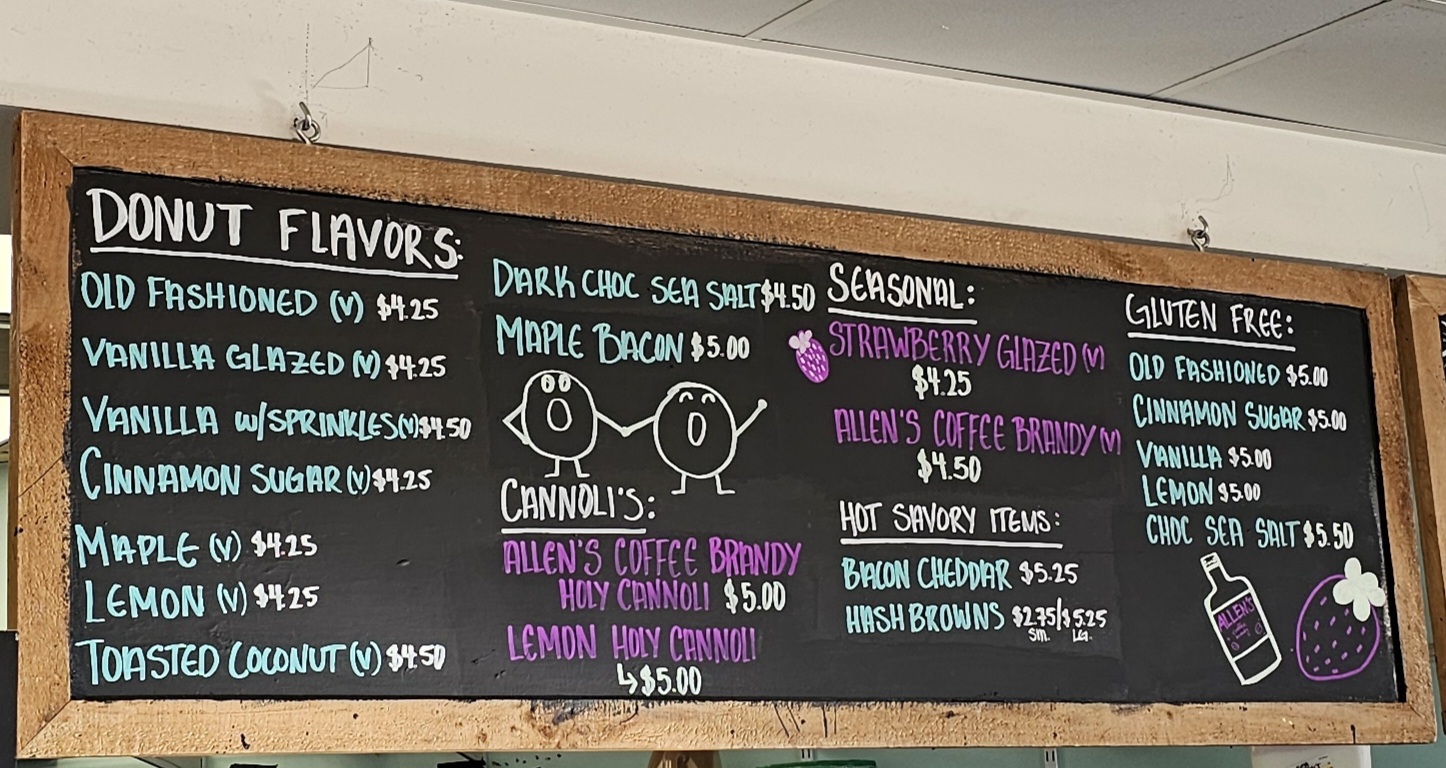 DONUT FLAVORS:
OLD FASHIONED (V) $4.25
VANILLA GLAZED (V) $4.25
VANILLA W/SPRINKLES(V)$4.50
CINNAMON SUGAR (V) $4.25
MAPLE (V) $4.25
LEMON (V) $4.25
TOASTED COCONUT (V) $4.50
DARK CHOC SEA SALT $4.50
MAPLE BACON $5.00
CANNOLI'S:
ALLEN'S COFFEE BRANDY
HOLY CANNOLI $5.00
LEMON HOLY CANNOLI
↳$5.00
SEASONAL:
STRAWBERRY GLAZED (V)
$4.25
ALLEN'S COFFEE BRANDY (V)
$4.50
HOT SAVORY ITEMS:
BACON CHEDDAR $5.25
HASH BROWNS $2.75/$5.25
SM. LG.
GLUTEN FREE:
OLD FASHIONED $5.00
CINNAMON SUGAR $5.00
VANILLA $5.00
LEMON $5.00
CHOC SEA SALT $5.50
ALLEN'S